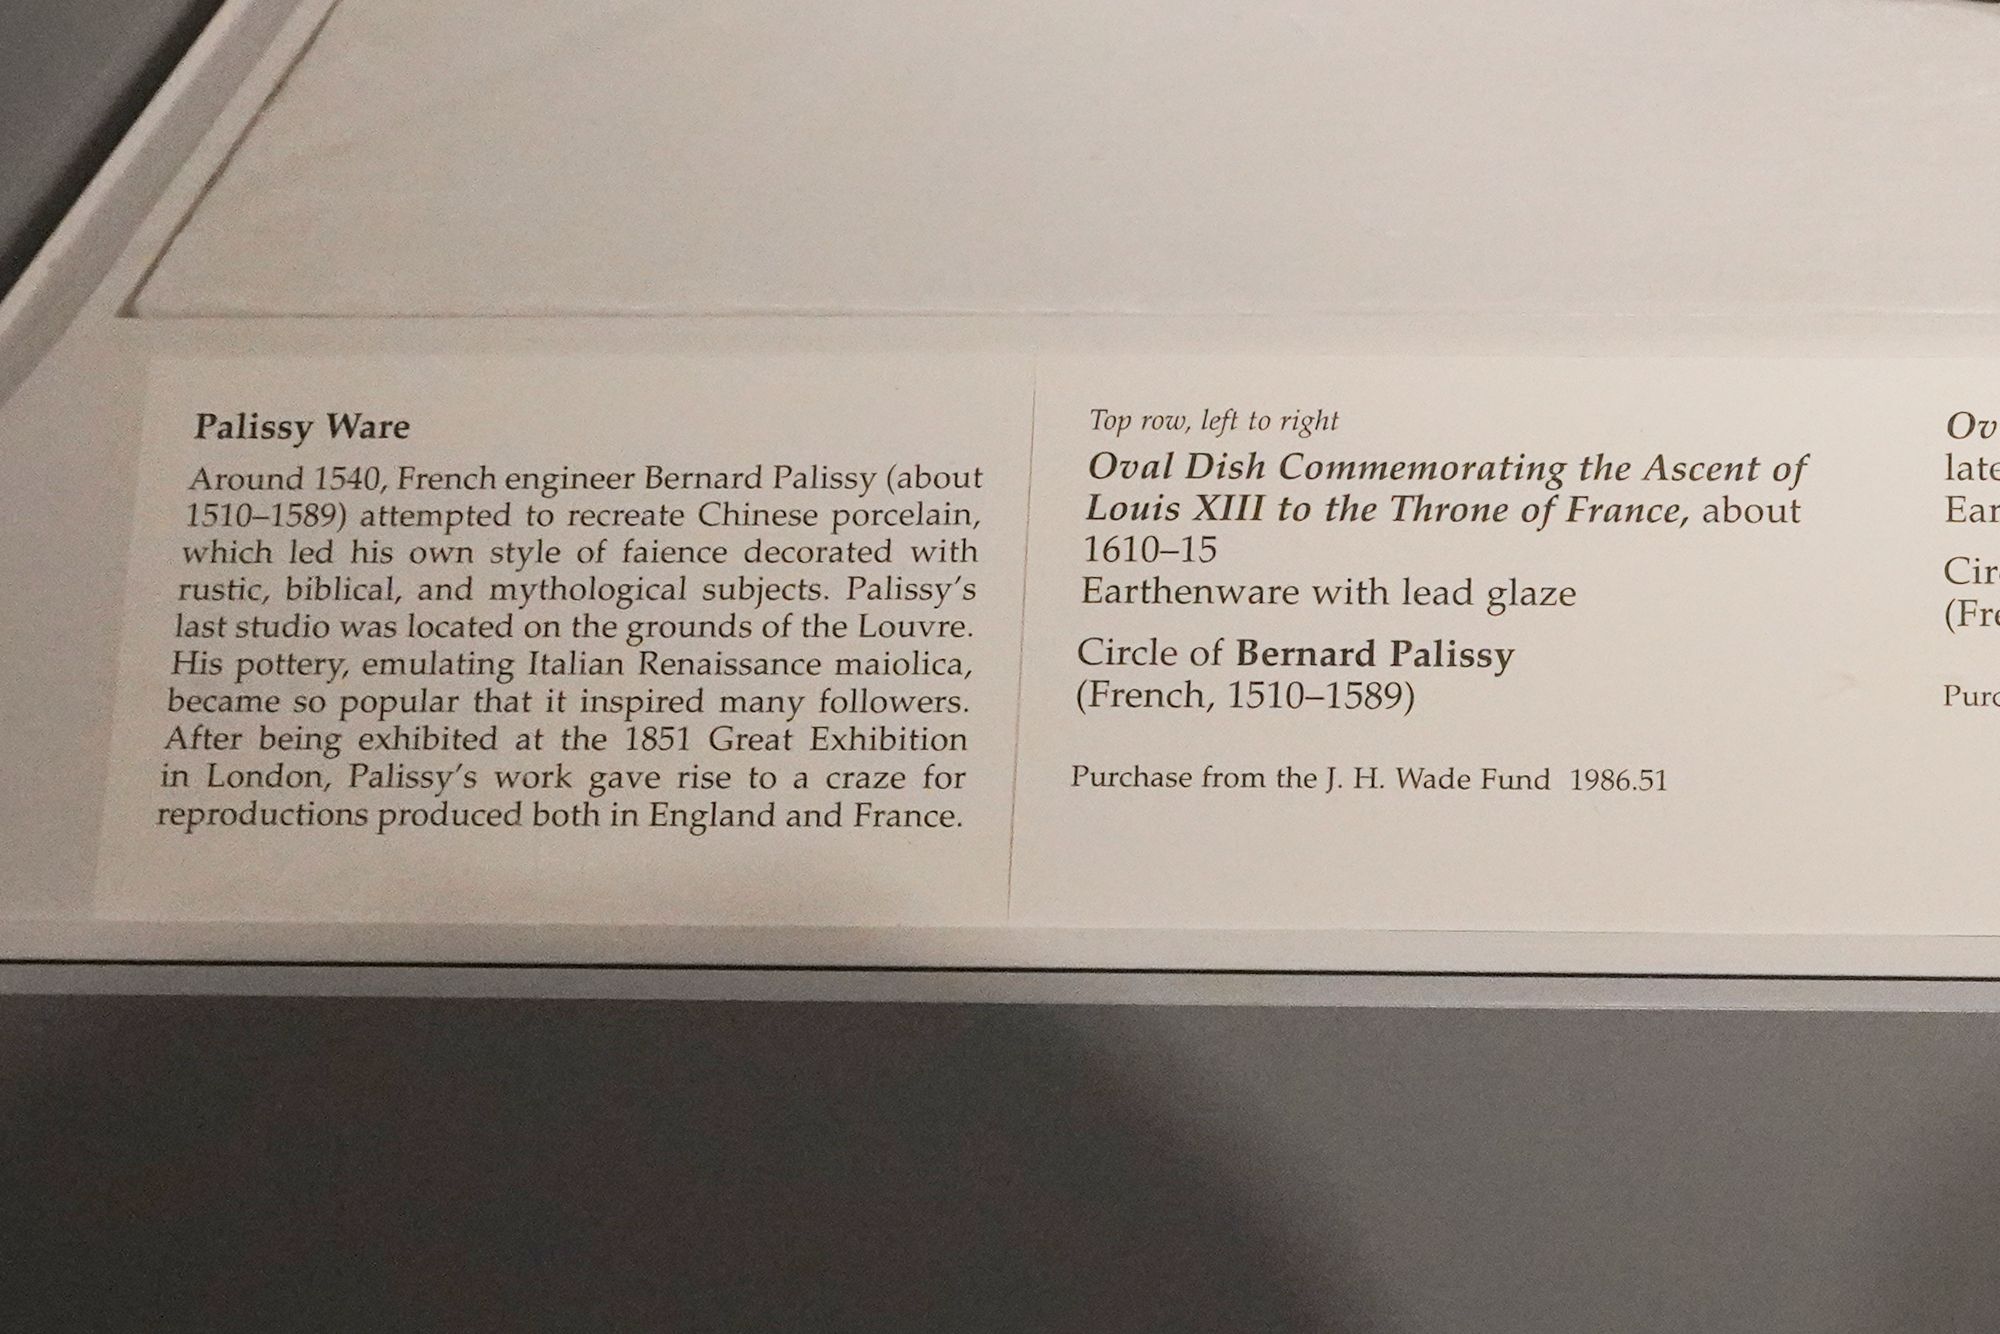 Palissy Ware
Around 1540, French engineer Bernard Palissy (about
1510–1589) attempted to recreate Chinese porcelain,
which led his own style of faience decorated with
rustic, biblical, and mythological subjects. Palissy's
last studio was located on the grounds of the Louvre.
His pottery, emulating Italian Renaissance maiolica,
became so popular that it inspired many followers.
After being exhibited at the 1851 Great Exhibition
in London, Palissy's work gave rise to a craze for
reproductions produced both in England and France.
Top row, left to right
Oval Dish Commemorating the Ascent of
Louis XIII to the Throne of France, about
1610–15
Earthenware with lead glaze
Circle of Bernard Palissy
(French, 1510–1589)
Purchase from the J. H. Wade Fund 1986.51